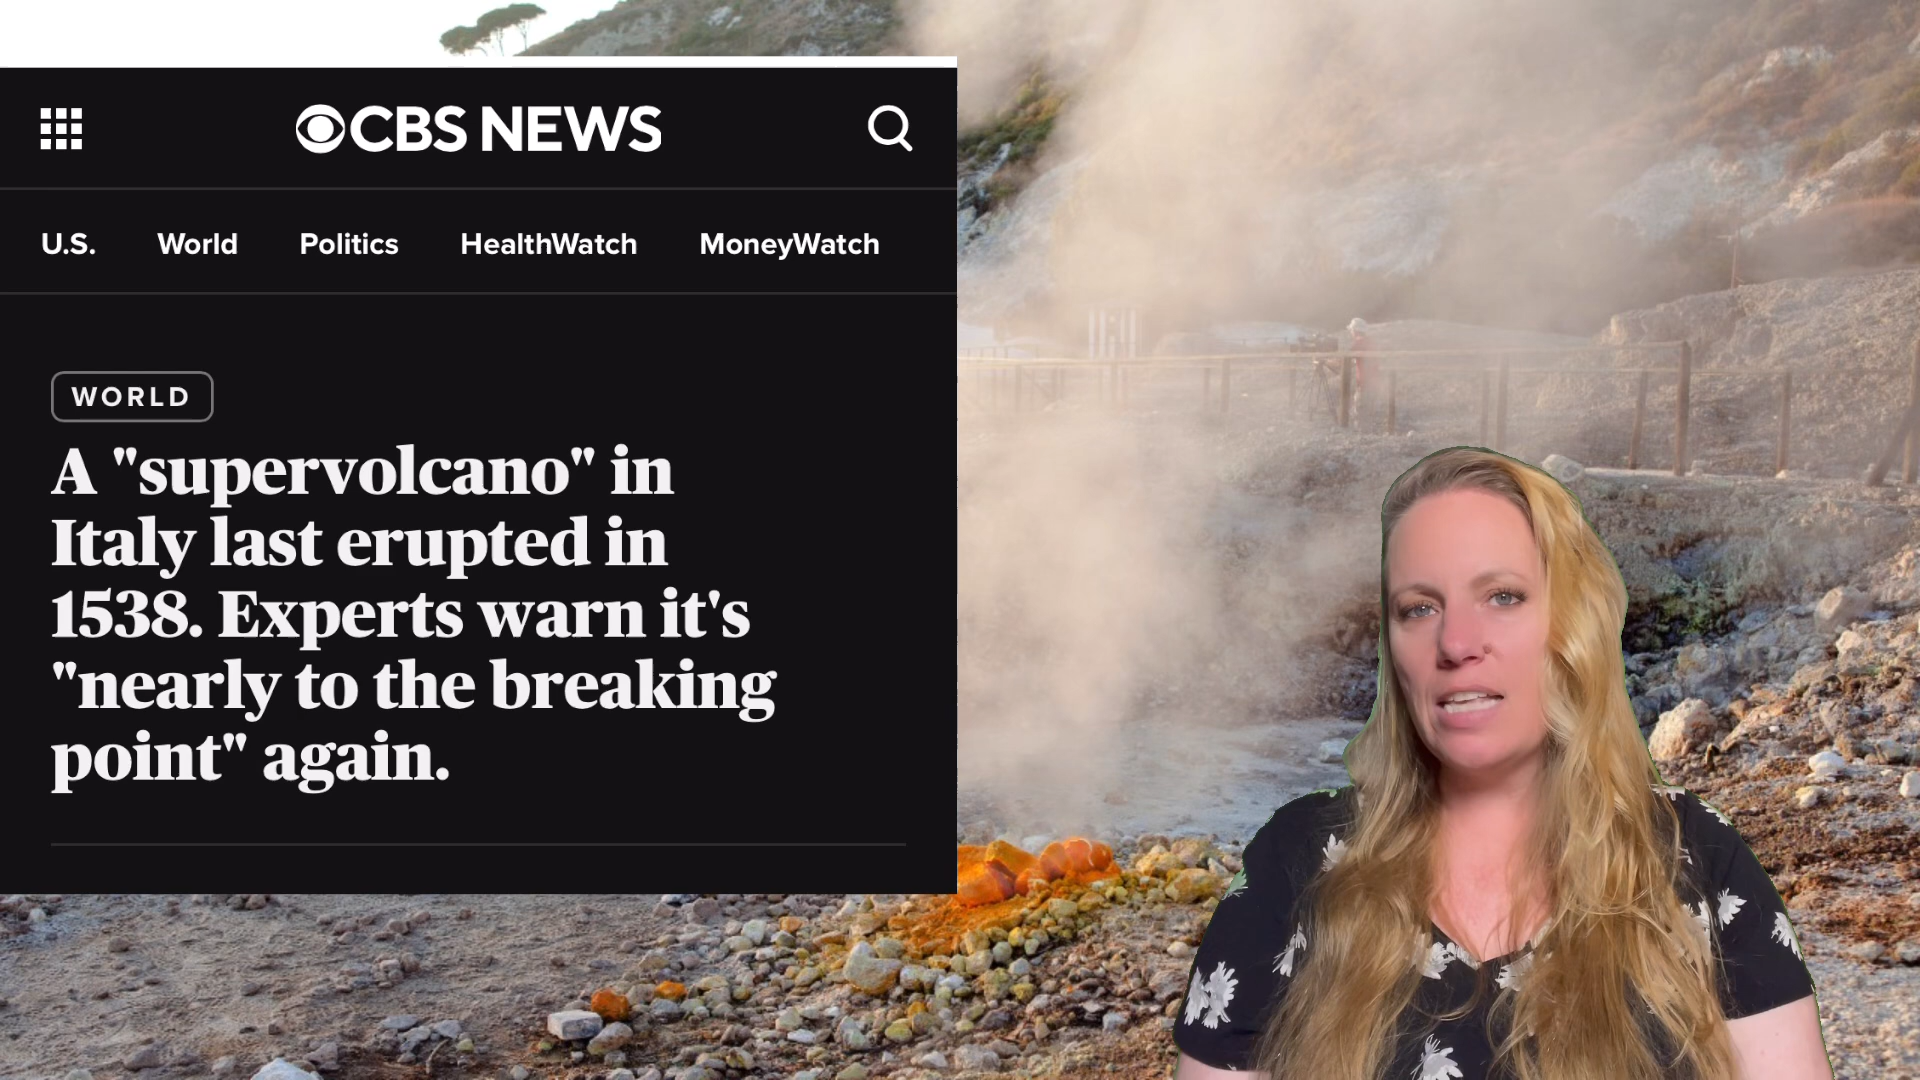 CBS NEWS
U.S. World Politics HealthWatch MoneyWatch
WORLD
A "supervolcano" in
Italy last erupted in
1538. Experts warn it's
"nearly to the breaking
point" again.